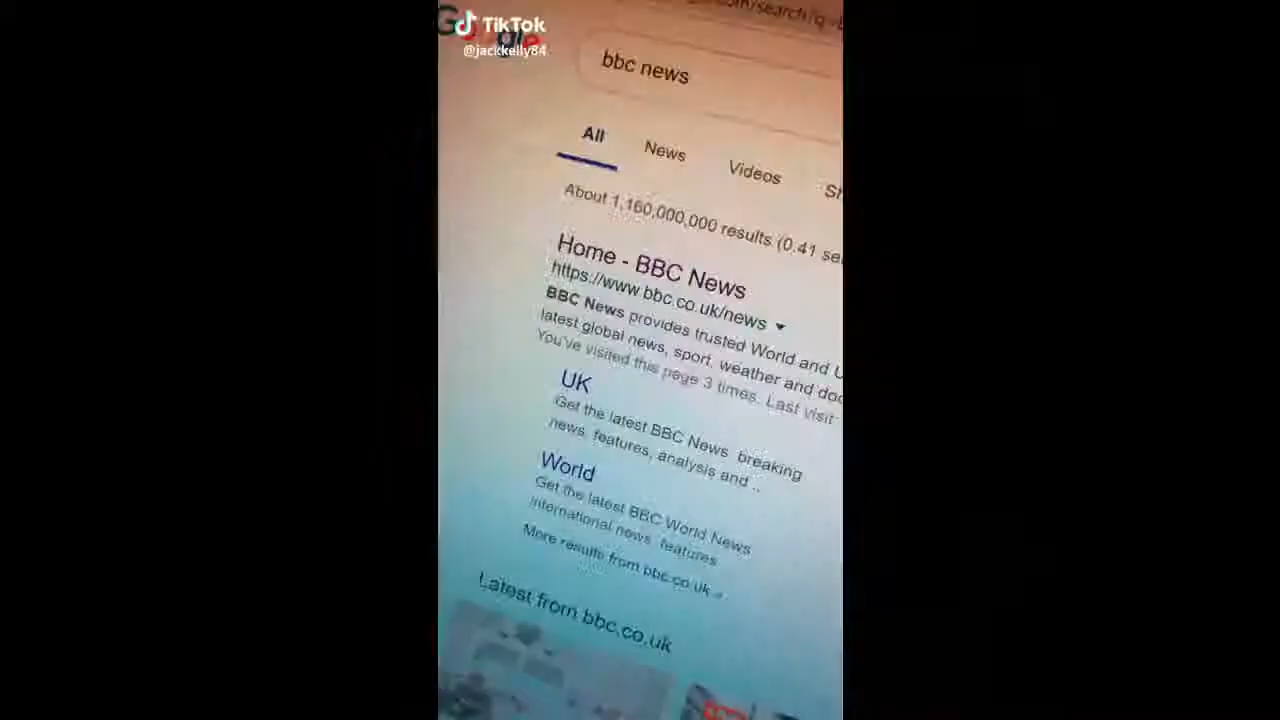 TikTok
@jackkelly84
Google
bbc news
All News Videos
About 1,160,000,000 results (0.41
Home - BBC News
https://www.bbc.co.uk/news
BBC News provides trusted World and U
latest global news, sport, weather and doc
You've visited this page 3 times. Last visit
UK
Get the latest BBC News breaking
news, features, analysis and ..
World
Get the latest BBC World News
international news, features
More results from bbc.co.uk »
Latest from bbc.co.uk